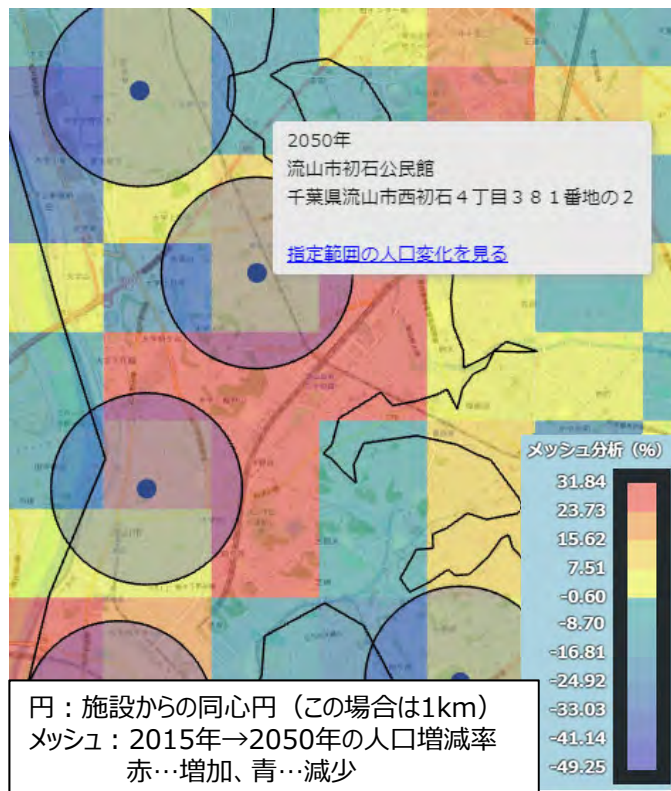 2050年
流山市初石公民館
千葉県流山市西初石4丁目381番地の2
指定範囲の人口変化を見る
メッシュ分析 (%)
31.84
23.73
15.62
7.51
-0.60
-8.70
-16.81
-24.92
-33.03
-41.14
-49.25
円：施設からの同心円（この場合は1km）
メッシュ：2015年→2050年の人口増減率
赤…増加、青…減少